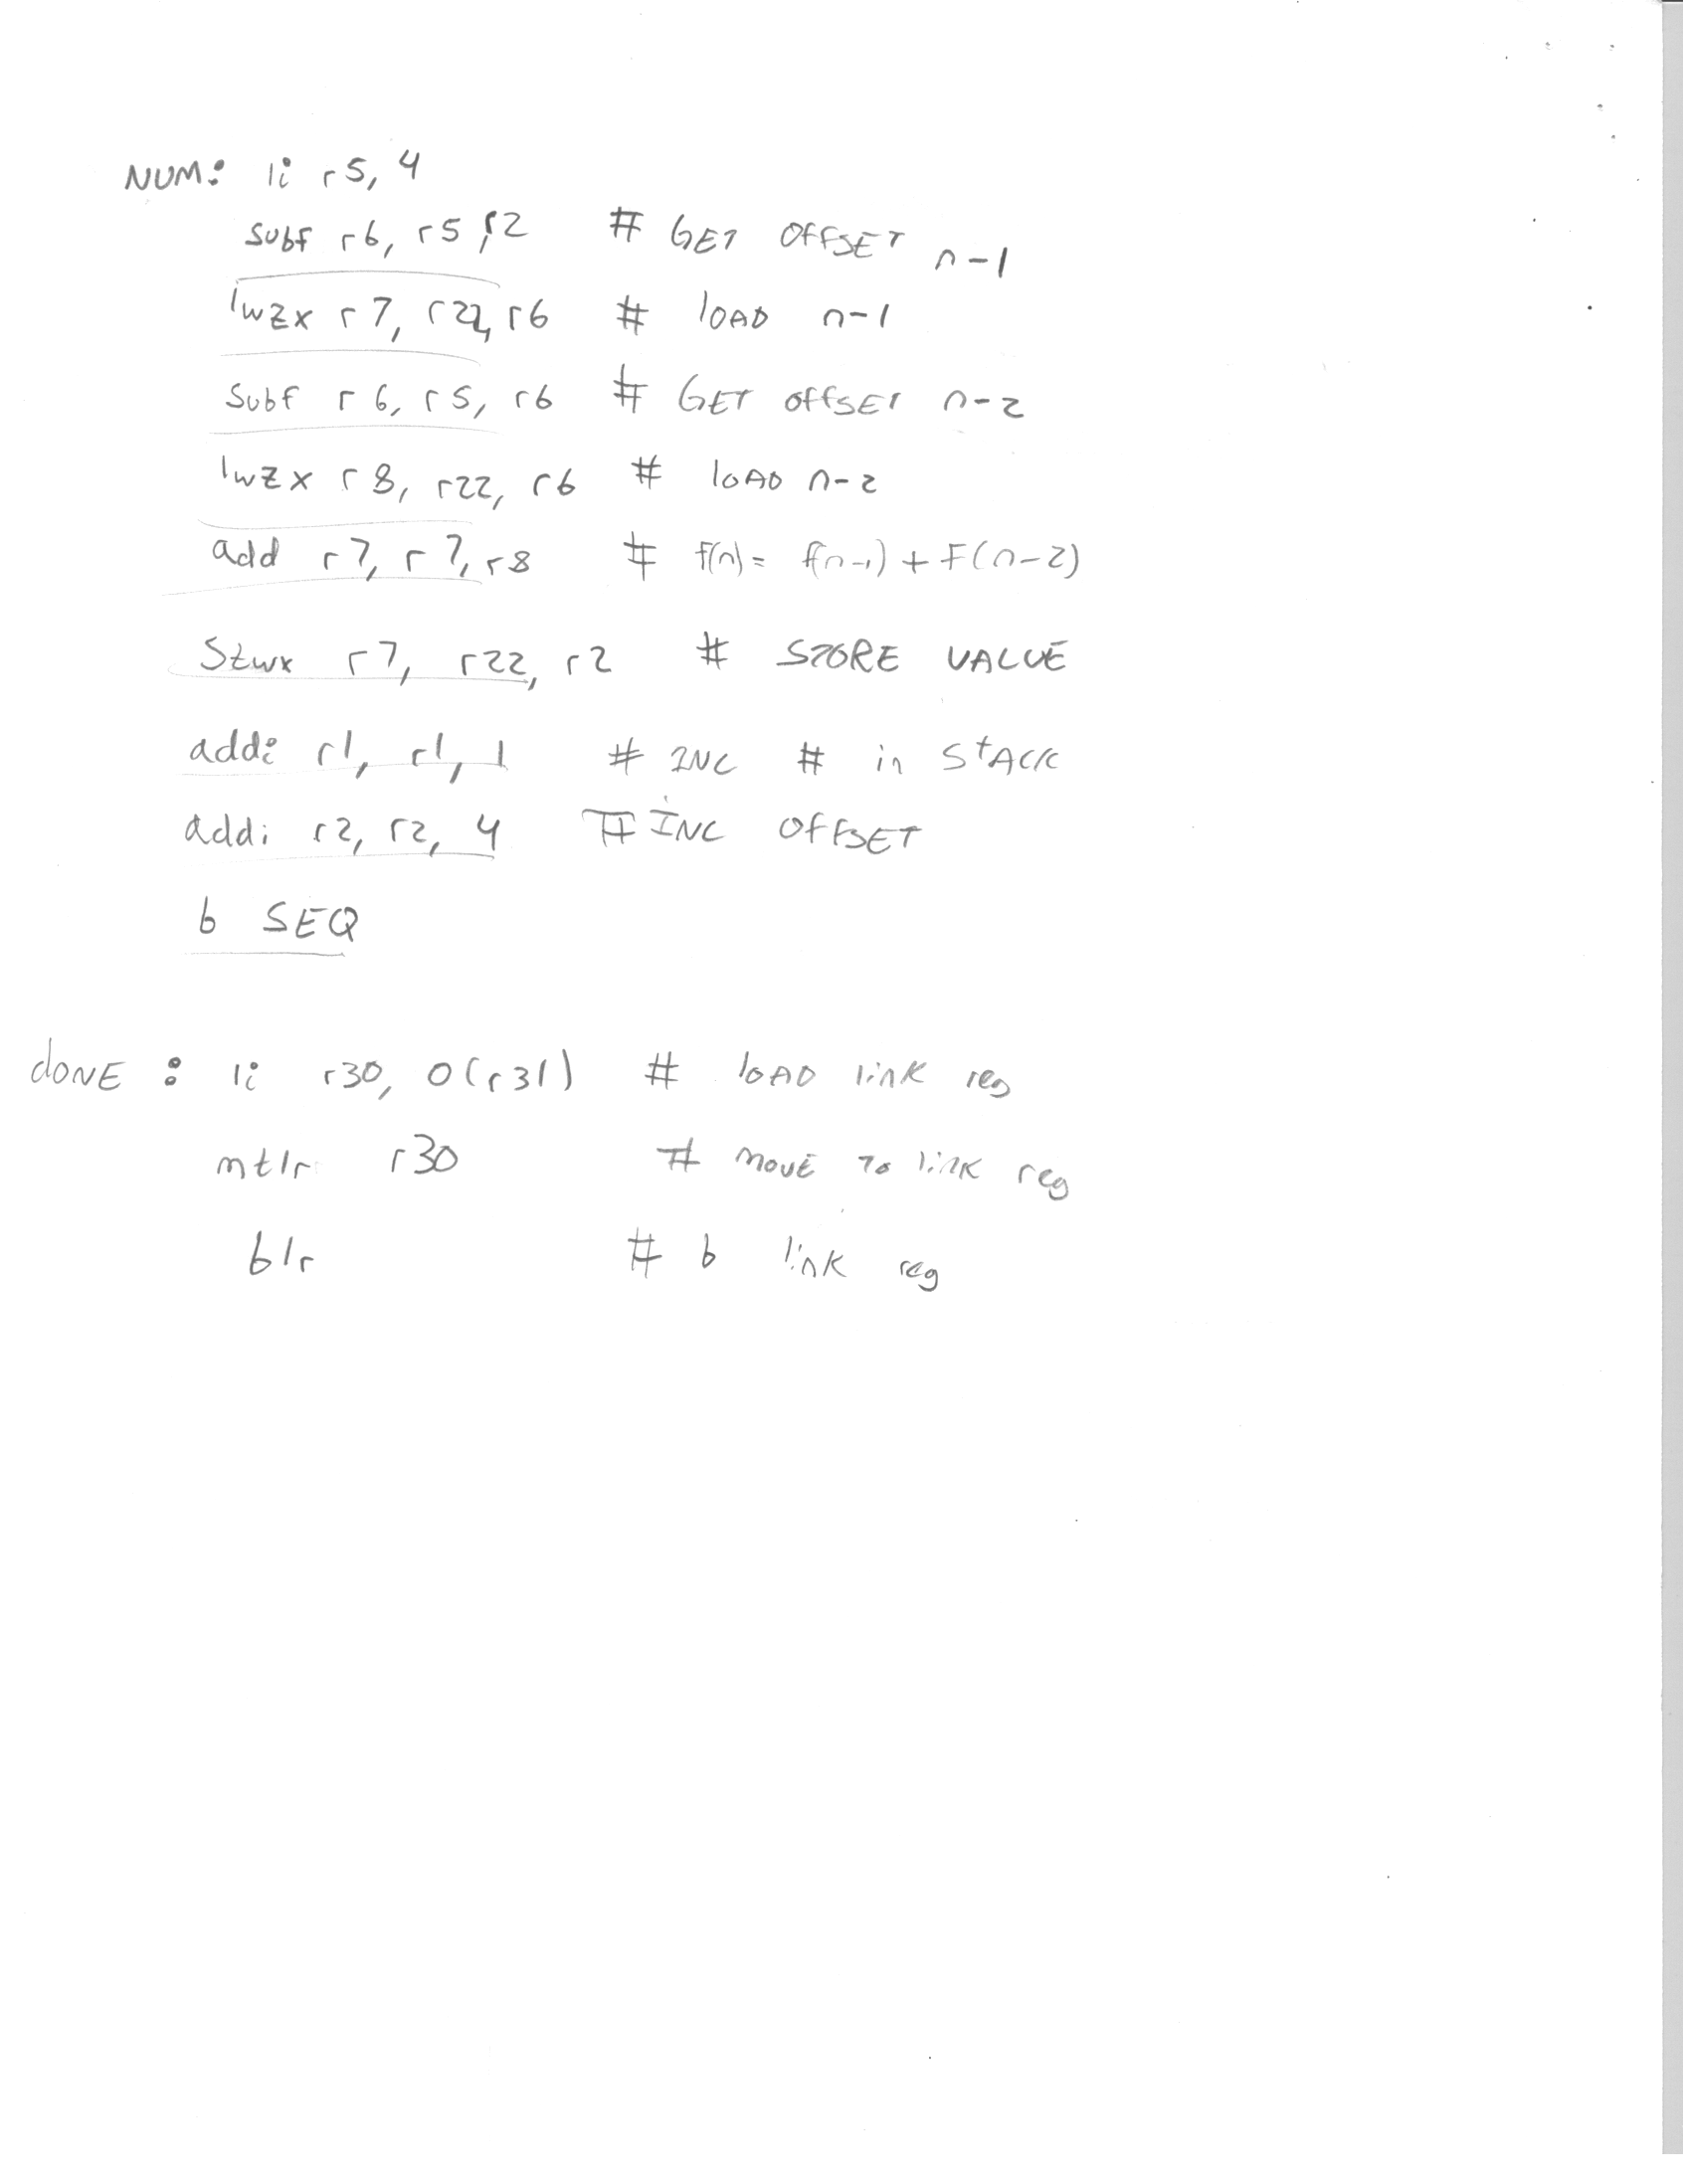 NUM: li r5, 4
subf r6, r5, r2 # GET OFFSET n-1
lwzx r7, r22, r6 # lOAD n-1
subf r6, r5, r6 # GET OffSET n-2
lwzx r8, r22, r6 # lOAD n-2
add r7, r7, r8 # f(n) = f(n-1) + F(n-2)
Stwx r7, r22, r2 # STORE VALUE
addi r1, r1, 1 # INC # in StACK
addi r2, r2, 4 # INC OffSET
b SEQ
dONE : li r30, 0(r31) # lOAD link reg
mtlr r30 # MOVE TO link reg
blr # b link reg